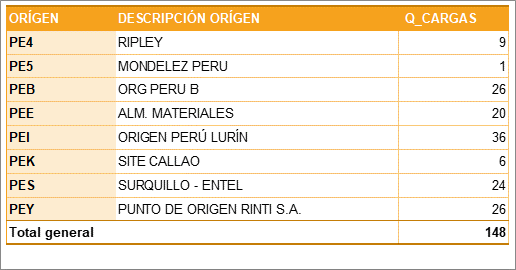 ORÍGEN DESCRIPCIÓN ORÍGEN Q_CARGAS
PE4 RIPLEY 9
PE5 MONDELEZ PERU 1
PEB ORG PERU B 26
PEE ALM. MATERIALES 20
PEI ORIGEN PERÚ LURÍN 36
PEK SITE CALLAO 6
PES SURQUILLO - ENTEL 24
PEY PUNTO DE ORIGEN RINTI S.A. 26
Total general 148